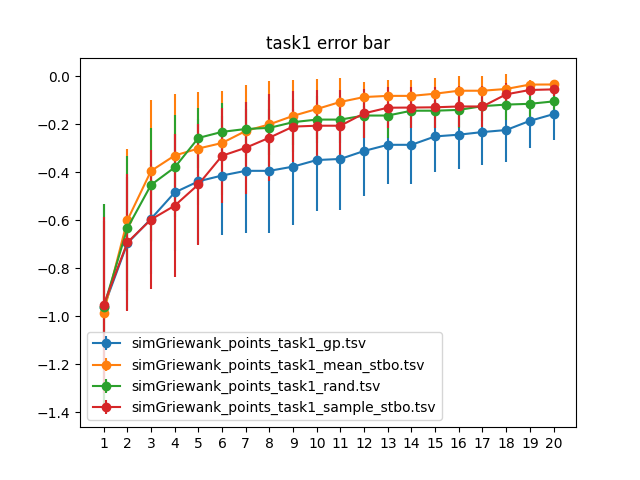 task1 error bar
0.0
−0.2
−0.4
−0.6
−0.8
−1.0
−1.2
−1.4
simGriewank_points_task1_gp.tsv
simGriewank_points_task1_mean_stbo.tsv
simGriewank_points_task1_rand.tsv
simGriewank_points_task1_sample_stbo.tsv
1 2 3 4 5 6 7 8 9 10 11 12 13 14 15 16 17 18 19 20